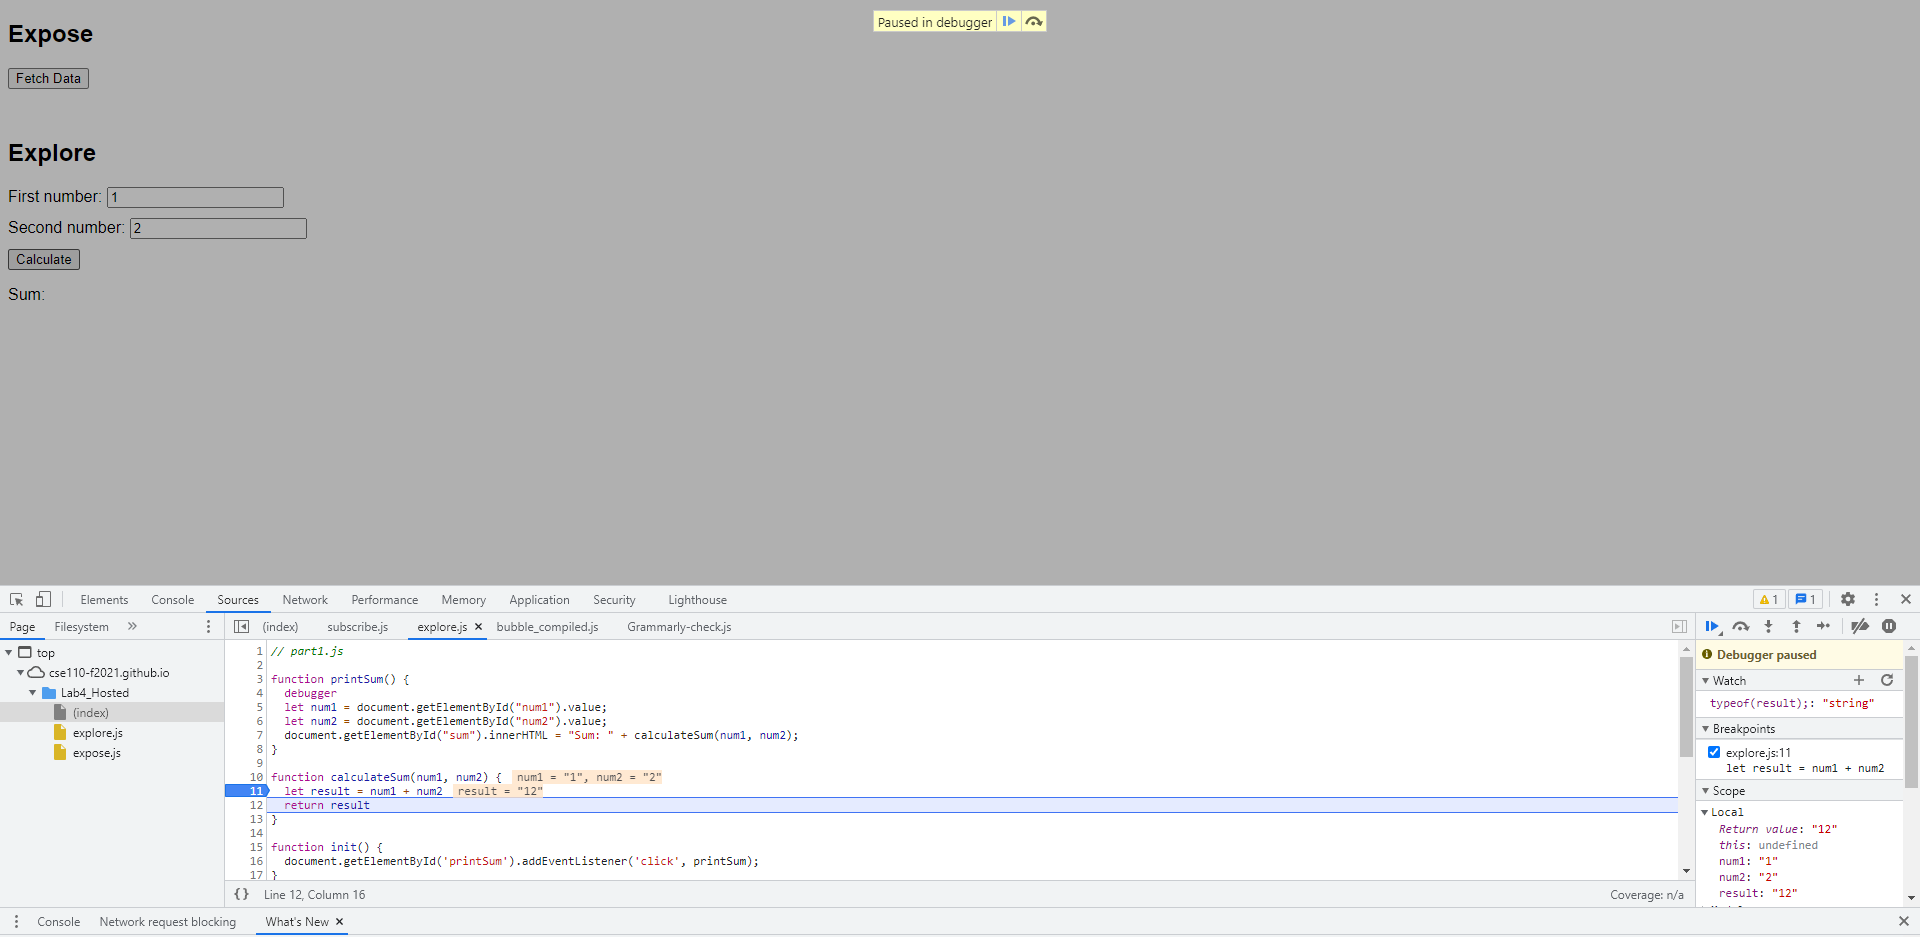 Paused in debugger
Expose
Fetch Data
Explore
First number: 1
Second number: 2
Calculate
Sum:
Elements Console Sources Network Performance Memory Application Security Lighthouse 1 1
Page Filesystem
top
cse110-f2021.github.io
Lab4_Hosted
(index)
explore.js
expose.js
(index) subscribe.js explore.js bubble_compiled.js Grammarly-check.js
1 // part1.js
2
3 function printSum() {
4 debugger
5 let num1 = document.getElementById("num1").value;
6 let num2 = document.getElementById("num2").value;
7 document.getElementById("sum").innerHTML = "Sum: " + calculateSum(num1, num2);
8 }
9
10 function calculateSum(num1, num2) { num1 = "1", num2 = "2"
11 let result = num1 + num2 result = "12"
12 return result
13 }
14
15 function init() {
16 document.getElementById('printSum').addEventListener('click', printSum);
17 }
{} Line 12, Column 16 Coverage: n/a
Debugger paused
Watch
typeof(result);: "string"
Breakpoints
explore.js:11
let result = num1 + num2
Scope
Local
Return value: "12"
this: undefined
num1: "1"
num2: "2"
result: "12"
Console Network request blocking What's New